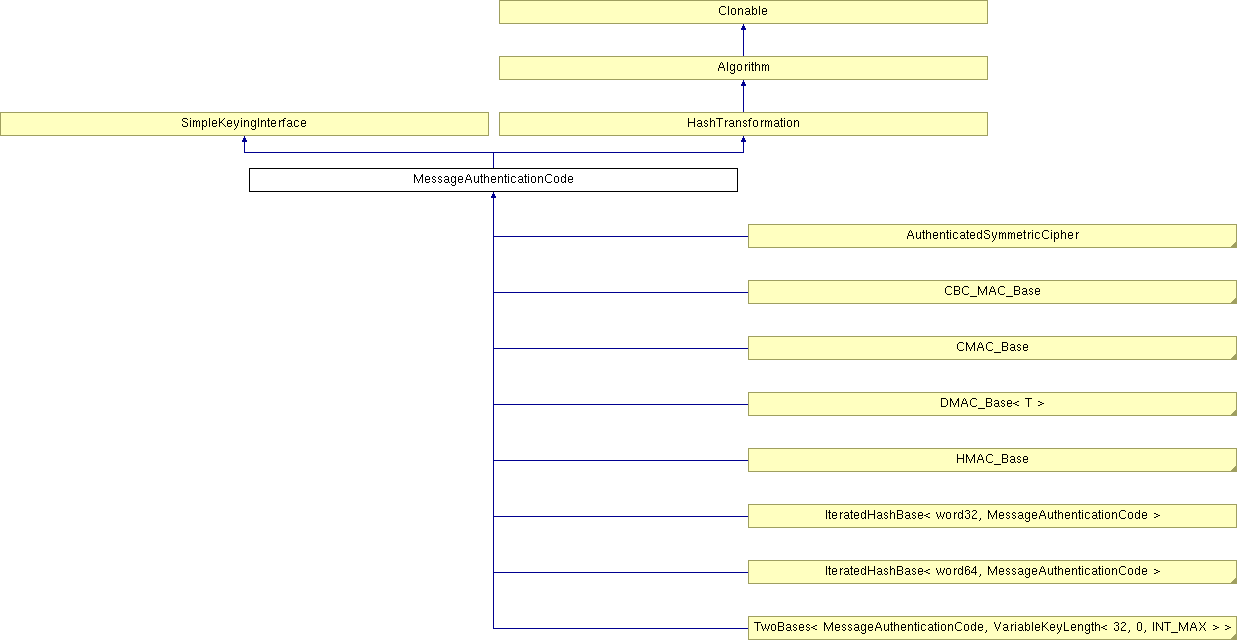 Clonable
Algorithm
SimpleKeyingInterface
HashTransformation
MessageAuthenticationCode
AuthenticatedSymmetricCipher
CBC_MAC_Base
CMAC_Base
DMAC_Base< T >
HMAC_Base
IteratedHashBase< word32, MessageAuthenticationCode >
IteratedHashBase< word64, MessageAuthenticationCode >
TwoBases< MessageAuthenticationCode, VariableKeyLength< 32, 0, INT_MAX > >